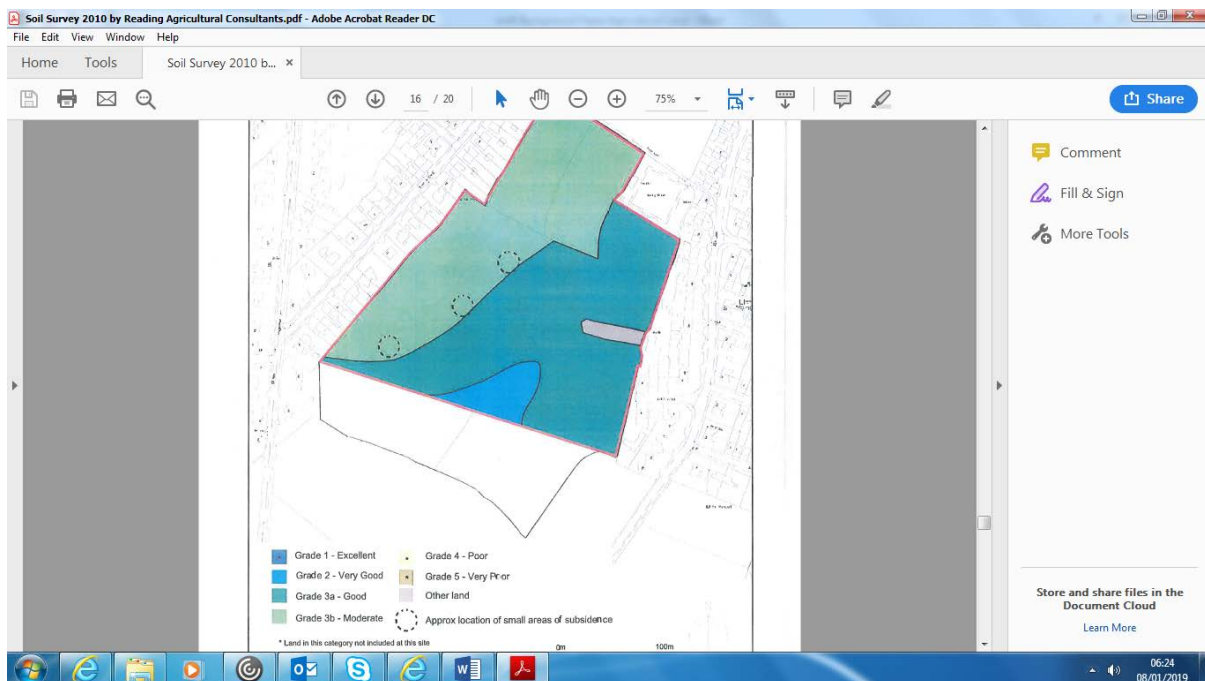 Soil Survey 2010 by Reading Agricultural Consultants.pdf - Adobe Acrobat Reader DC
File Edit View Window Help
Home Tools Soil Survey 2010 b... ×
16 / 20 75% Share
Comment
Fill & Sign
More Tools
Grade 1 - Excellent
Grade 2 - Very Good
Grade 3a - Good
Grade 3b - Moderate
Grade 4 - Poor
Grade 5 - Very Prior
Other land
Approx location of small areas of subsidence
* Land in this category not included at this site
0m 100m
Store and share files in the
Document Cloud
Learn More
06:24
08/01/2019